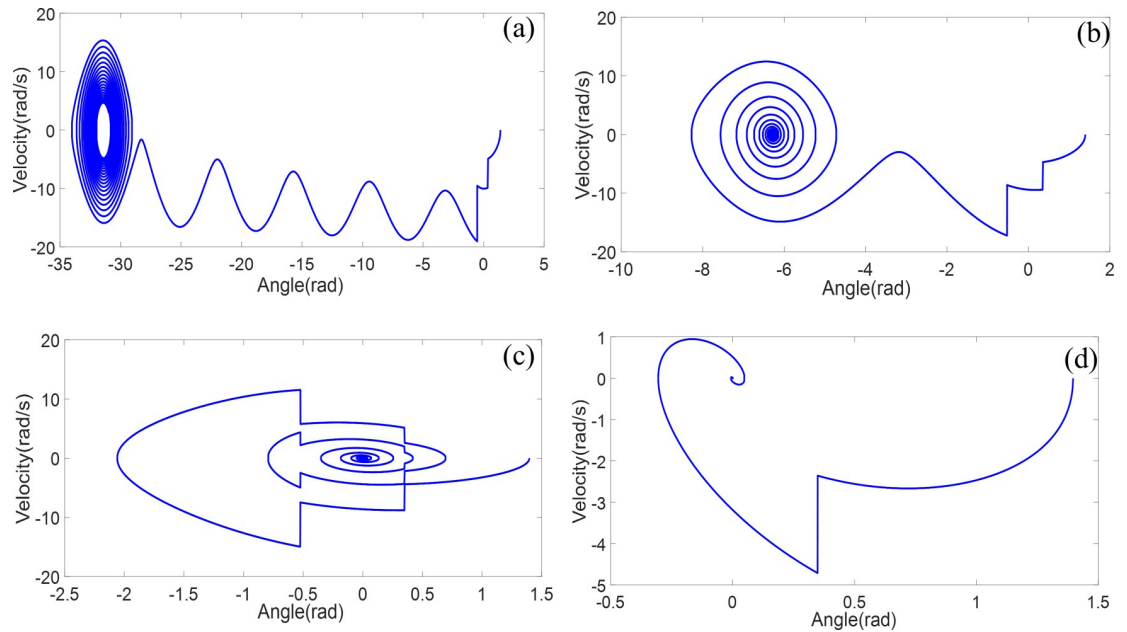 (a)
20
10
0
-10
-20
Velocity(rad/s)
-35 -30 -25 -20 -15 -10 -5 0 5
Angle(rad)
(b)
20
10
0
-10
-20
Velocity(rad/s)
-10 -8 -6 -4 -2 0 2
Angle(rad)
(c)
20
10
0
-10
-20
Velocity(rad/s)
-2.5 -2 -1.5 -1 -0.5 0 0.5 1 1.5
Angle(rad)
(d)
1
0
-1
-2
-3
-4
-5
Velocity(rad/s)
-0.5 0 0.5 1 1.5
Angle(rad)